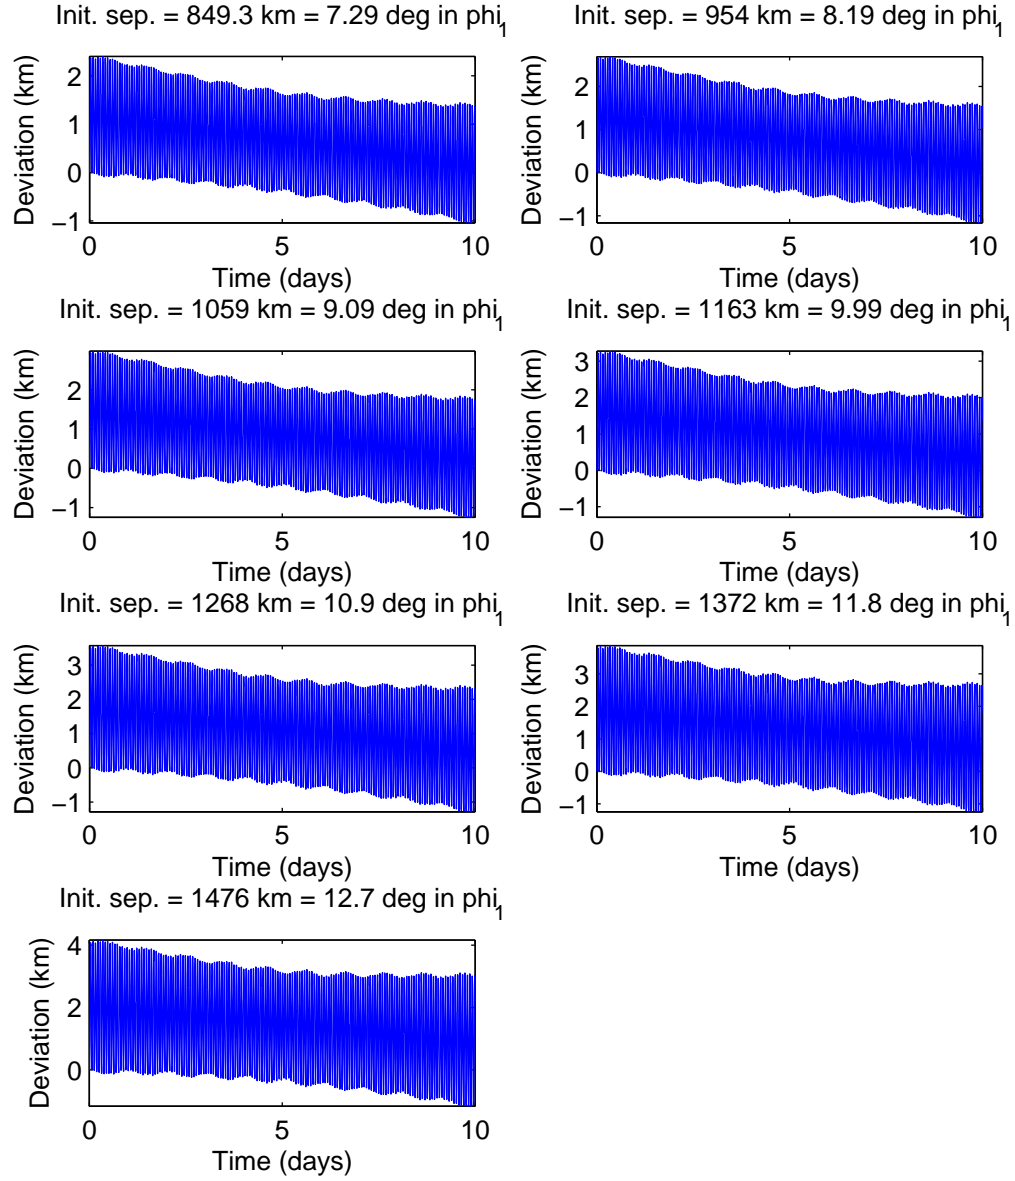 Init. sep. = 849.3 km = 7.29 deg in phi₁
Deviation (km)
2
1
0
−1
0 5 10
Time (days)
Init. sep. = 954 km = 8.19 deg in phi₁
Deviation (km)
2
1
0
−1
0 5 10
Time (days)
Init. sep. = 1059 km = 9.09 deg in phi₁
Deviation (km)
2
1
0
−1
0 5 10
Time (days)
Init. sep. = 1163 km = 9.99 deg in phi₁
Deviation (km)
3
2
1
0
−1
0 5 10
Time (days)
Init. sep. = 1268 km = 10.9 deg in phi₁
Deviation (km)
3
2
1
0
−1
0 5 10
Time (days)
Init. sep. = 1372 km = 11.8 deg in phi₁
Deviation (km)
3
2
1
0
−1
0 5 10
Time (days)
Init. sep. = 1476 km = 12.7 deg in phi₁
Deviation (km)
4
2
0
0 5 10
Time (days)